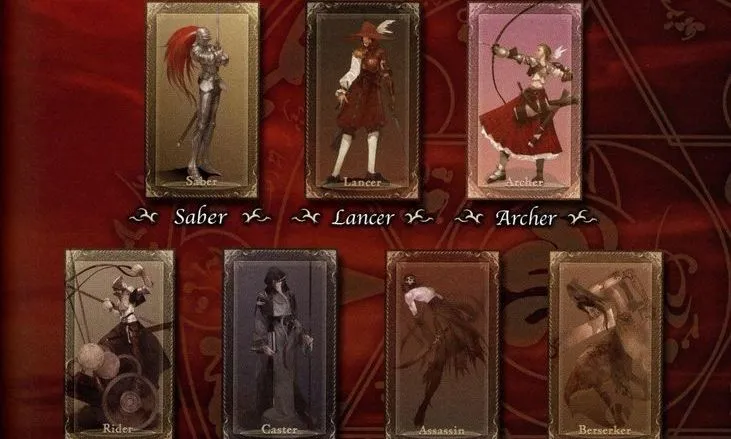 Saber
Lancer
Archer
Saber
Lancer
Archer
Rider
Caster
Assassin
Berserker